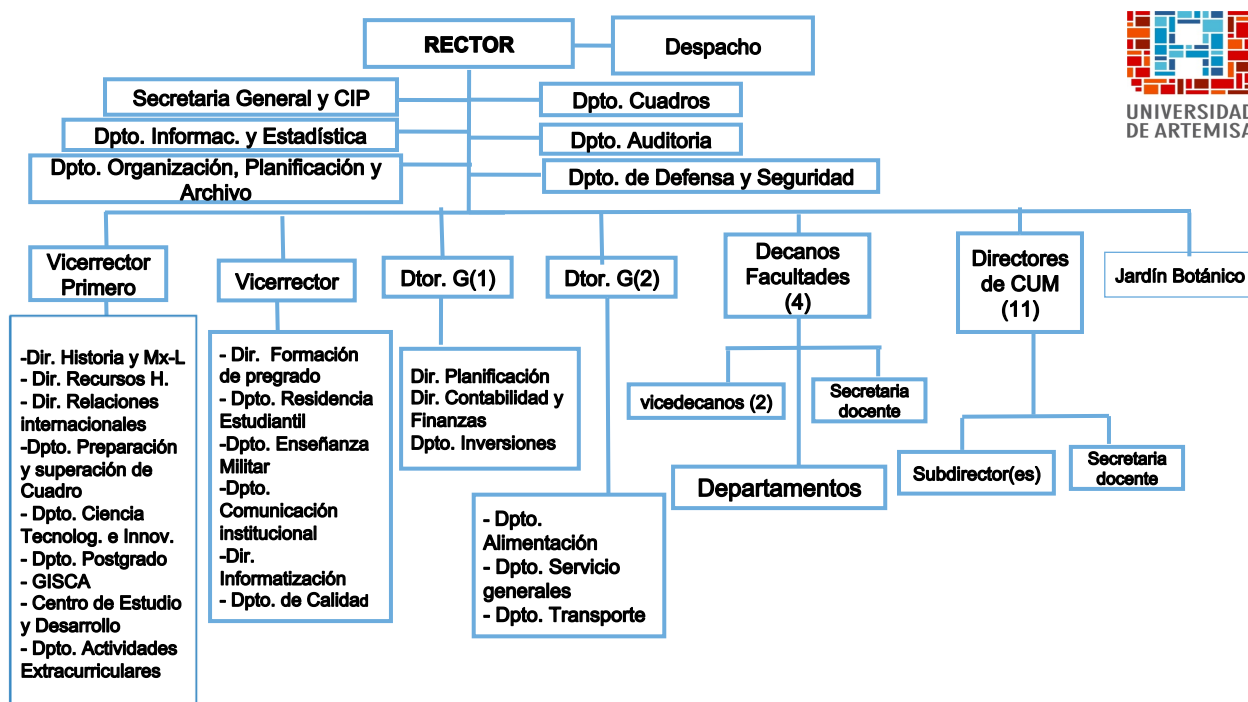 RECTOR
Despacho
UNIVERSIDAD
DE ARTEMISA
Secretaria General y CIP
Dpto. Cuadros
Dpto. Informac. y Estadística
Dpto. Auditoria
Dpto. Organización, Planificación y
Archivo
Dpto. de Defensa y Seguridad
Vicerrector
Primero
Vicerrector
Dtor. G(1)
Dtor. G(2)
Decanos
Facultades
(4)
Directores
de CUM
(11)
Jardín Botánico
-Dir. Historia y Mx-L
- Dir. Recursos H.
- Dir. Relaciones
internacionales
-Dpto. Preparación
y superación de
Cuadro
- Dpto. Ciencia
Tecnolog. e Innov.
- Dpto. Postgrado
- GISCA
- Centro de Estudio
y Desarrollo
- Dpto. Actividades
Extracurriculares
- Dir. Formación
de pregrado
- Dpto. Residencia
Estudiantil
-Dpto. Enseñanza
Militar
-Dpto.
Comunicación
institucional
-Dir.
Informatización
- Dpto. de Calidad
Dir. Planificación
Dir. Contabilidad y
Finanzas
Dpto. Inversiones
- Dpto.
Alimentación
- Dpto. Servicio
generales
- Dpto. Transporte
vicedecanos (2)
Secretaria
docente
Departamentos
Subdirector(es)
Secretaria
docente